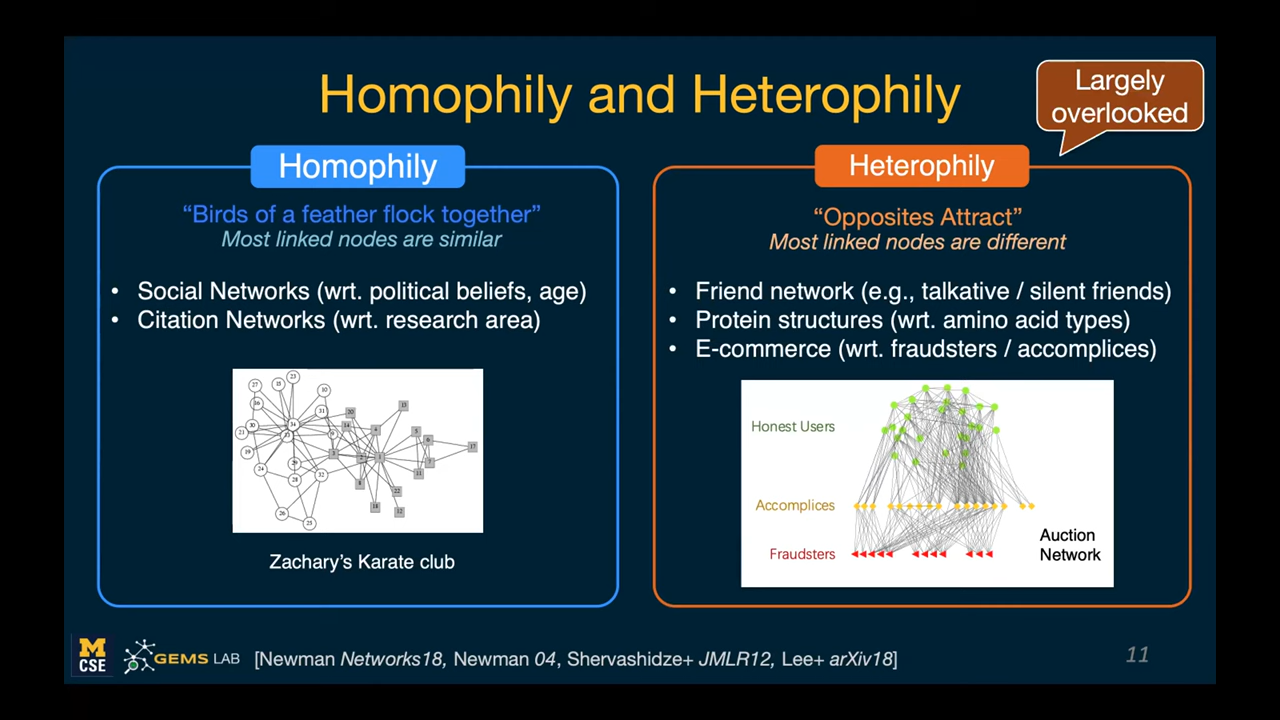 Homophily and Heterophily
Largely
overlooked
Homophily
“Birds of a feather flock together”
Most linked nodes are similar
• Social Networks (wrt. political beliefs, age)
• Citation Networks (wrt. research area)
Zachary’s Karate club
Heterophily
“Opposites Attract”
Most linked nodes are different
• Friend network (e.g., talkative / silent friends)
• Protein structures (wrt. amino acid types)
• E-commerce (wrt. fraudsters / accomplices)
Honest Users
Accomplices
Fraudsters
Auction
Network
M
CSE
GEMS LAB
[Newman Networks18, Newman 04, Shervashidze+ JMLR12, Lee+ arXiv18]
11